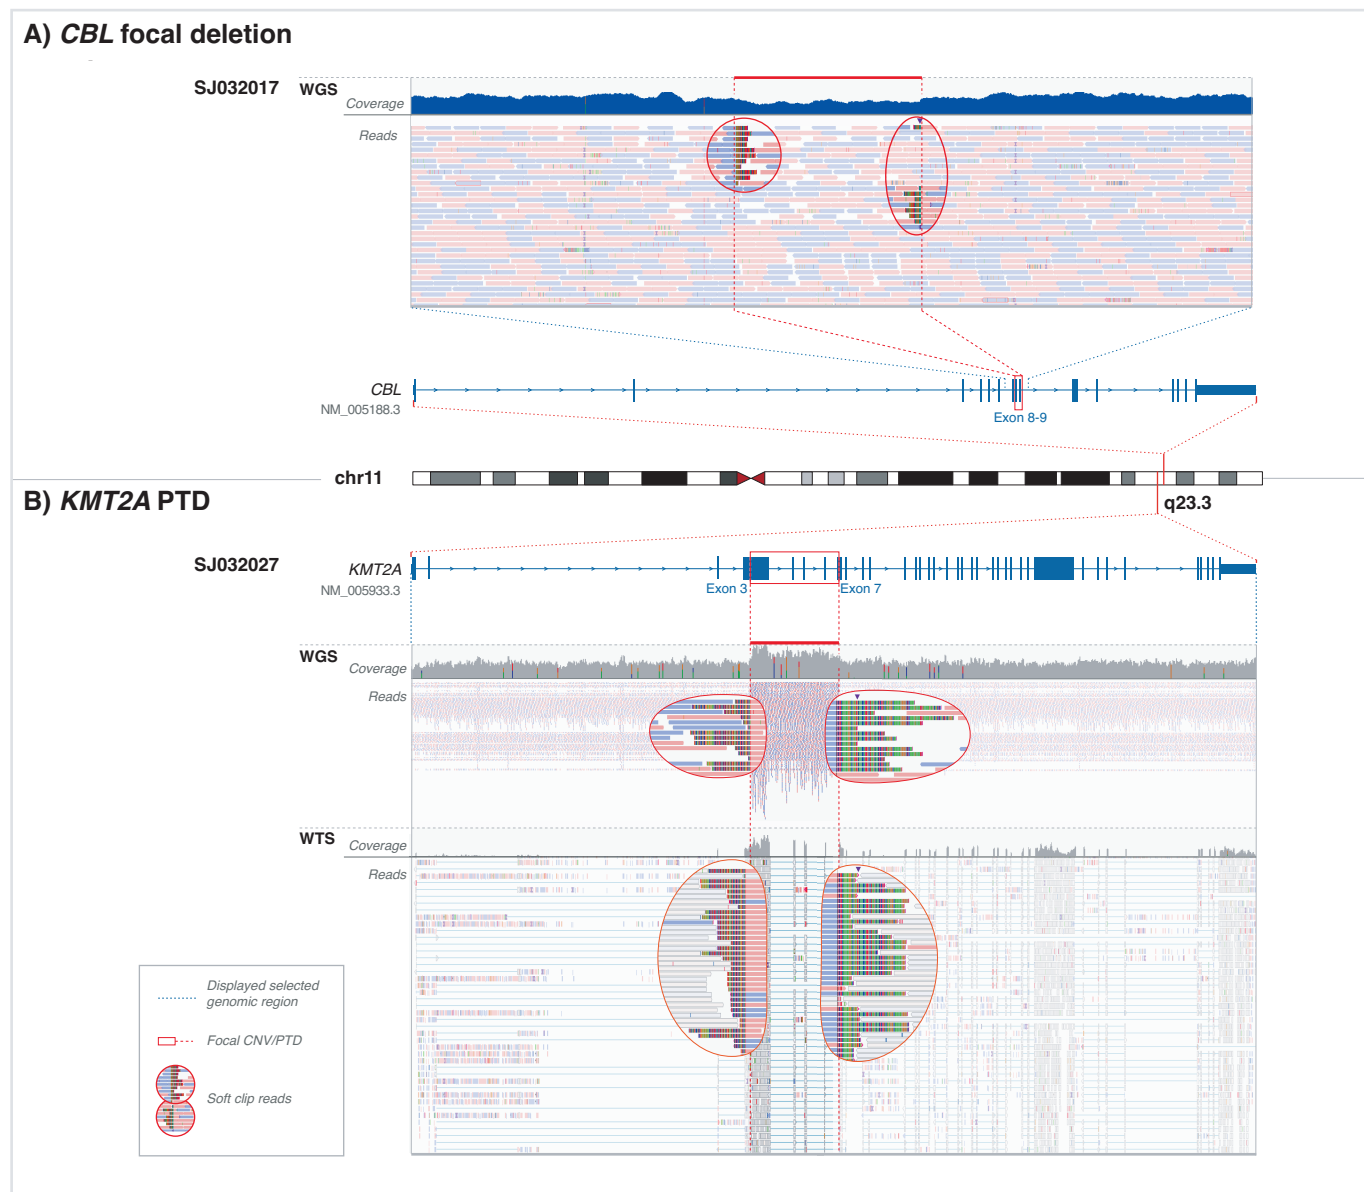 A) CBL focal deletion
SJ032017
WGS
Coverage
Reads
CBL
NM_005188.3
Exon 8-9
chr11
q23.3
B) KMT2A PTD
SJ032027
KMT2A
NM_005933.3
Exon 3
Exon 7
WGS
Coverage
Reads
WTS
Coverage
Reads
Displayed selected
genomic region
Focal CNV/PTD
Soft clip reads